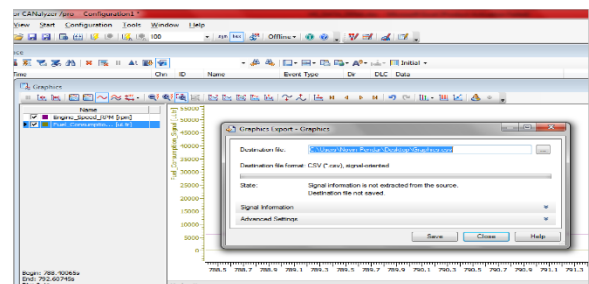 or CANalyzer /pro Configuration1 *
View Start Configuration Tools Window Help
100 sym hex Offline
Initial
Time Chn ID Name Event Type Dir DLC Data
Graphics
Name
Engine_Speed_RPM [rpm]
Fuel_Consumptio... [Ltr]
55000
50000
35000
30000
25000
20000
15000
10000
5000
0
Graphics Export - Graphics
Destination file:
Destination file format: CSV (*.csv), signal-oriented
State: Signal information is not extracted from the source.
Destination file not saved.
Signal Information
Advanced Settings
Save Close Help
788.5 788.7 788.9 789.1 789.3 789.5 789.7 789.9 790.1 790.3 790.5 790.7 790.9 791.1 791.3
Begin: 788.40065s
End: 792.60745s